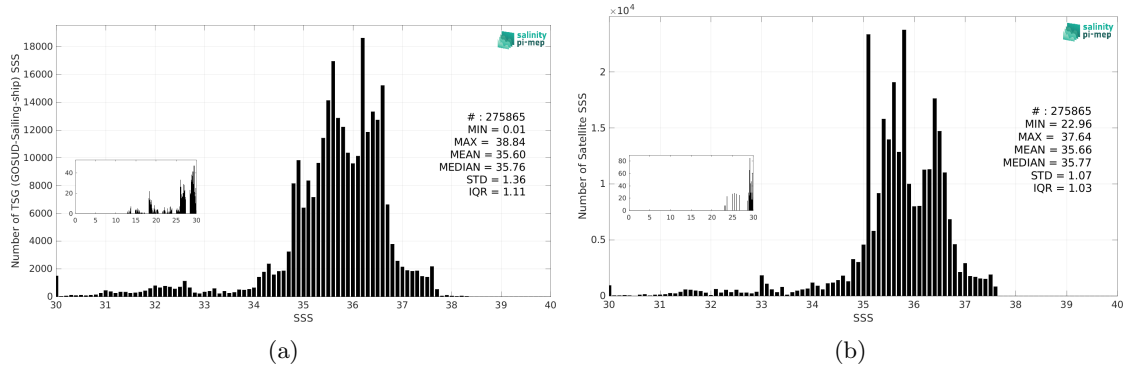 Number of TSG (GOSUD-Sailing-ship) SSS
18000
16000
14000
12000
10000
8000
6000
4000
2000
0
30 31 32 33 34 35 36 37 38 39 40
SSS
salinity
pi-mep
# : 275865
MIN = 0.01
MAX = 38.84
MEAN = 35.60
MEDIAN = 35.76
STD = 1.36
IQR = 1.11
40
20
0
0 5 10 15 20 25 30
(a)
×10⁴
Number of Satellite SSS
2
1.5
1
0.5
0
30 31 32 33 34 35 36 37 38 39 40
SSS
salinity
pi-mep
# : 275865
MIN = 22.96
MAX = 37.64
MEAN = 35.66
MEDIAN = 35.77
STD = 1.07
IQR = 1.03
80
60
40
20
0
0 5 10 15 20 25 30
(b)